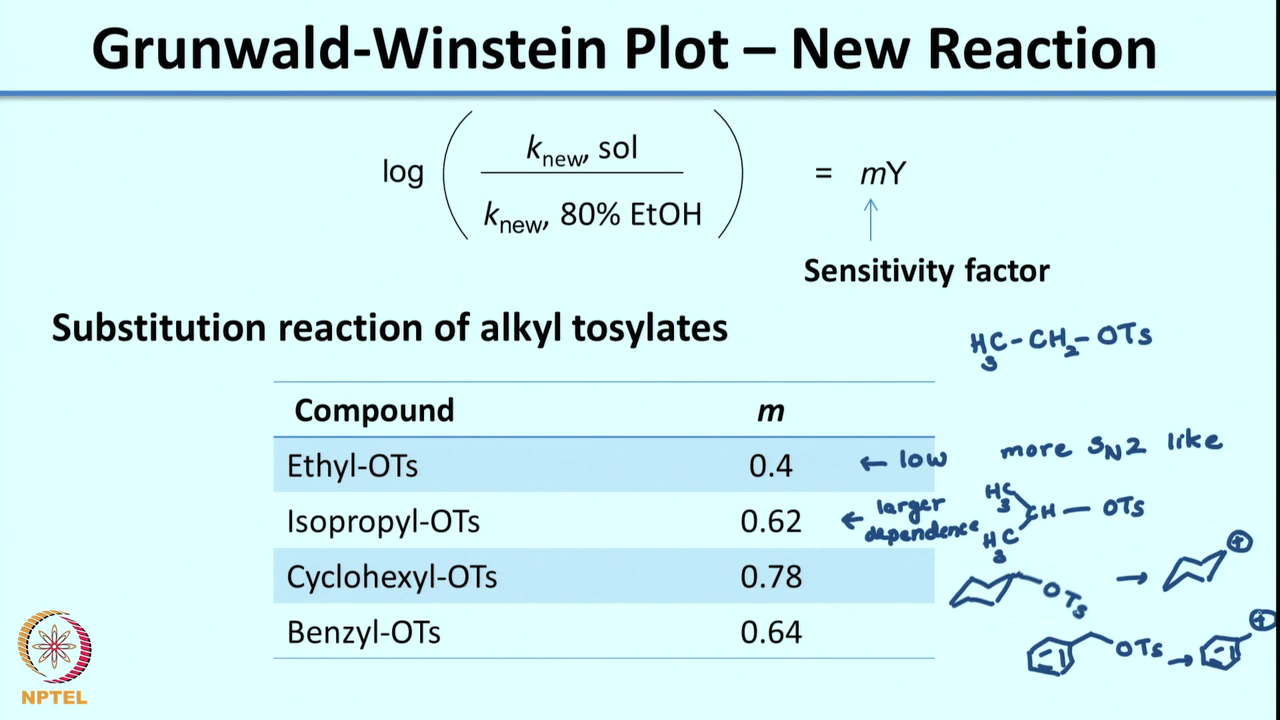 Grunwald-Winstein Plot – New Reaction
log ( k_new, sol / k_new, 80% EtOH ) = mY
Sensitivity factor
Substitution reaction of alkyl tosylates
H₃C-CH₂-OTs
Compound m
Ethyl-OTs 0.4 ← low more SN2 like
Isopropyl-OTs 0.62 ← larger dependence
H₃C
CH — OTs
H₃C
Cyclohexyl-OTs 0.78
OTs → +
Benzyl-OTs 0.64
OTs → +
NPTEL